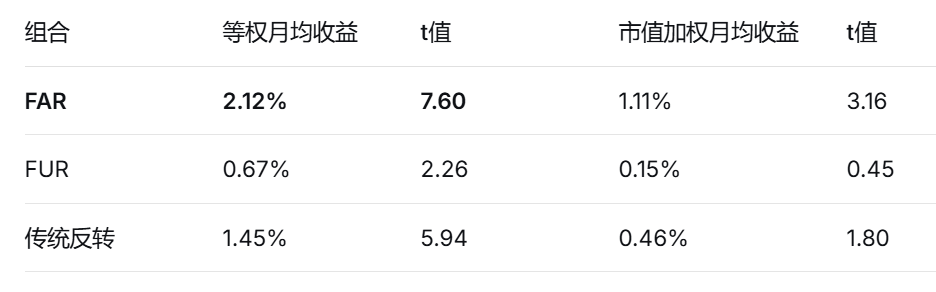 组合 等权月均收益 t值 市值加权月均收益 t值
FAR 2.12% 7.60 1.11% 3.16
FUR 0.67% 2.26 0.15% 0.45
传统反转 1.45% 5.94 0.46% 1.80